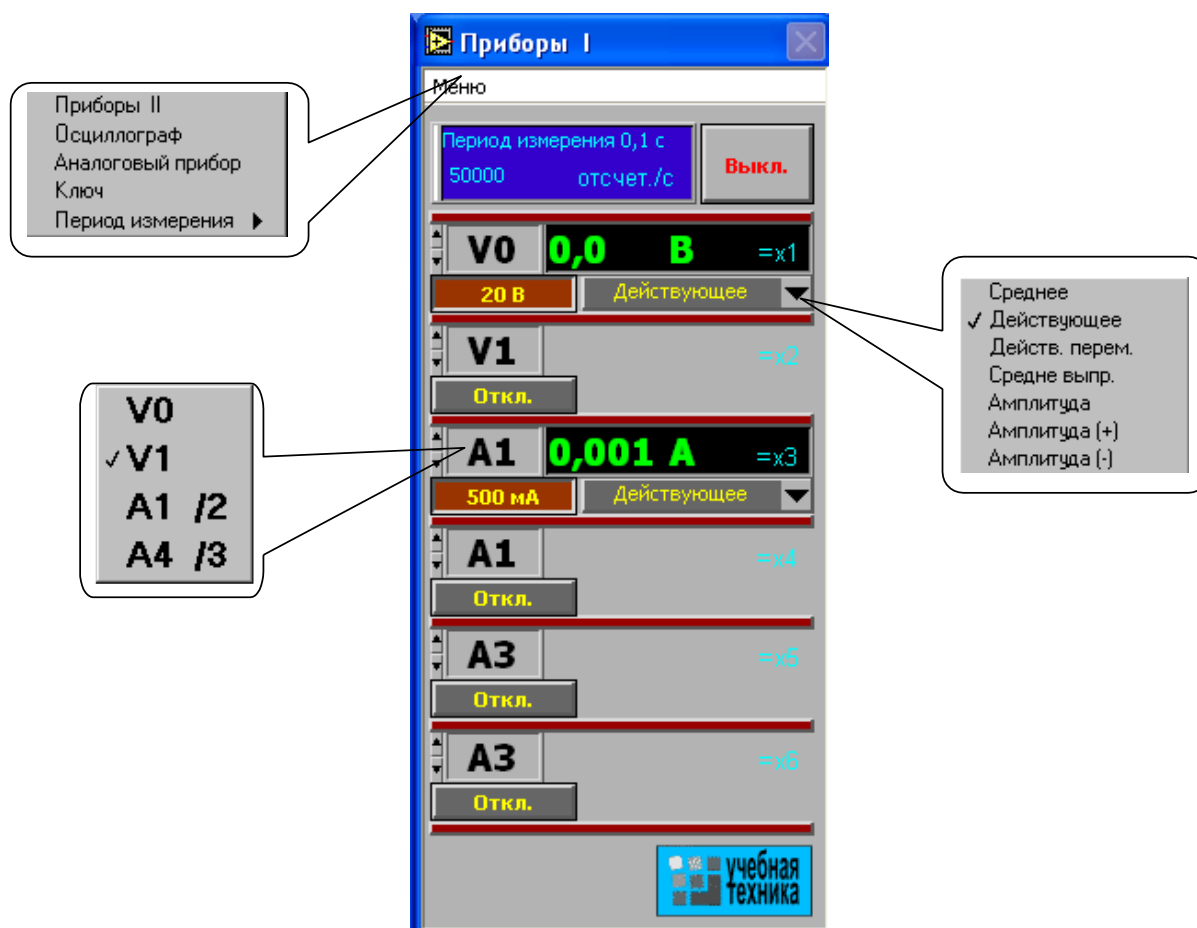 Приборы I
Меню
Приборы II
Осциллограф
Аналоговый прибор
Ключ
Период измерения
Период измерения 0,1 с
50000 отсчет./с
Выкл.
V0 0,0 В =x1
20 В Действующее
V1 =x2
Откл.
A1 0,001 А =x3
500 мА Действующее
A1 =x4
Откл.
A3 =x5
Откл.
A3 =x6
Откл.
учебная
техника
V0
V1
A1 /2
A4 /3
Среднее
Действующее
Действ. перем.
Средне выпр.
Амплитуда
Амплитуда (+)
Амплитуда (-)